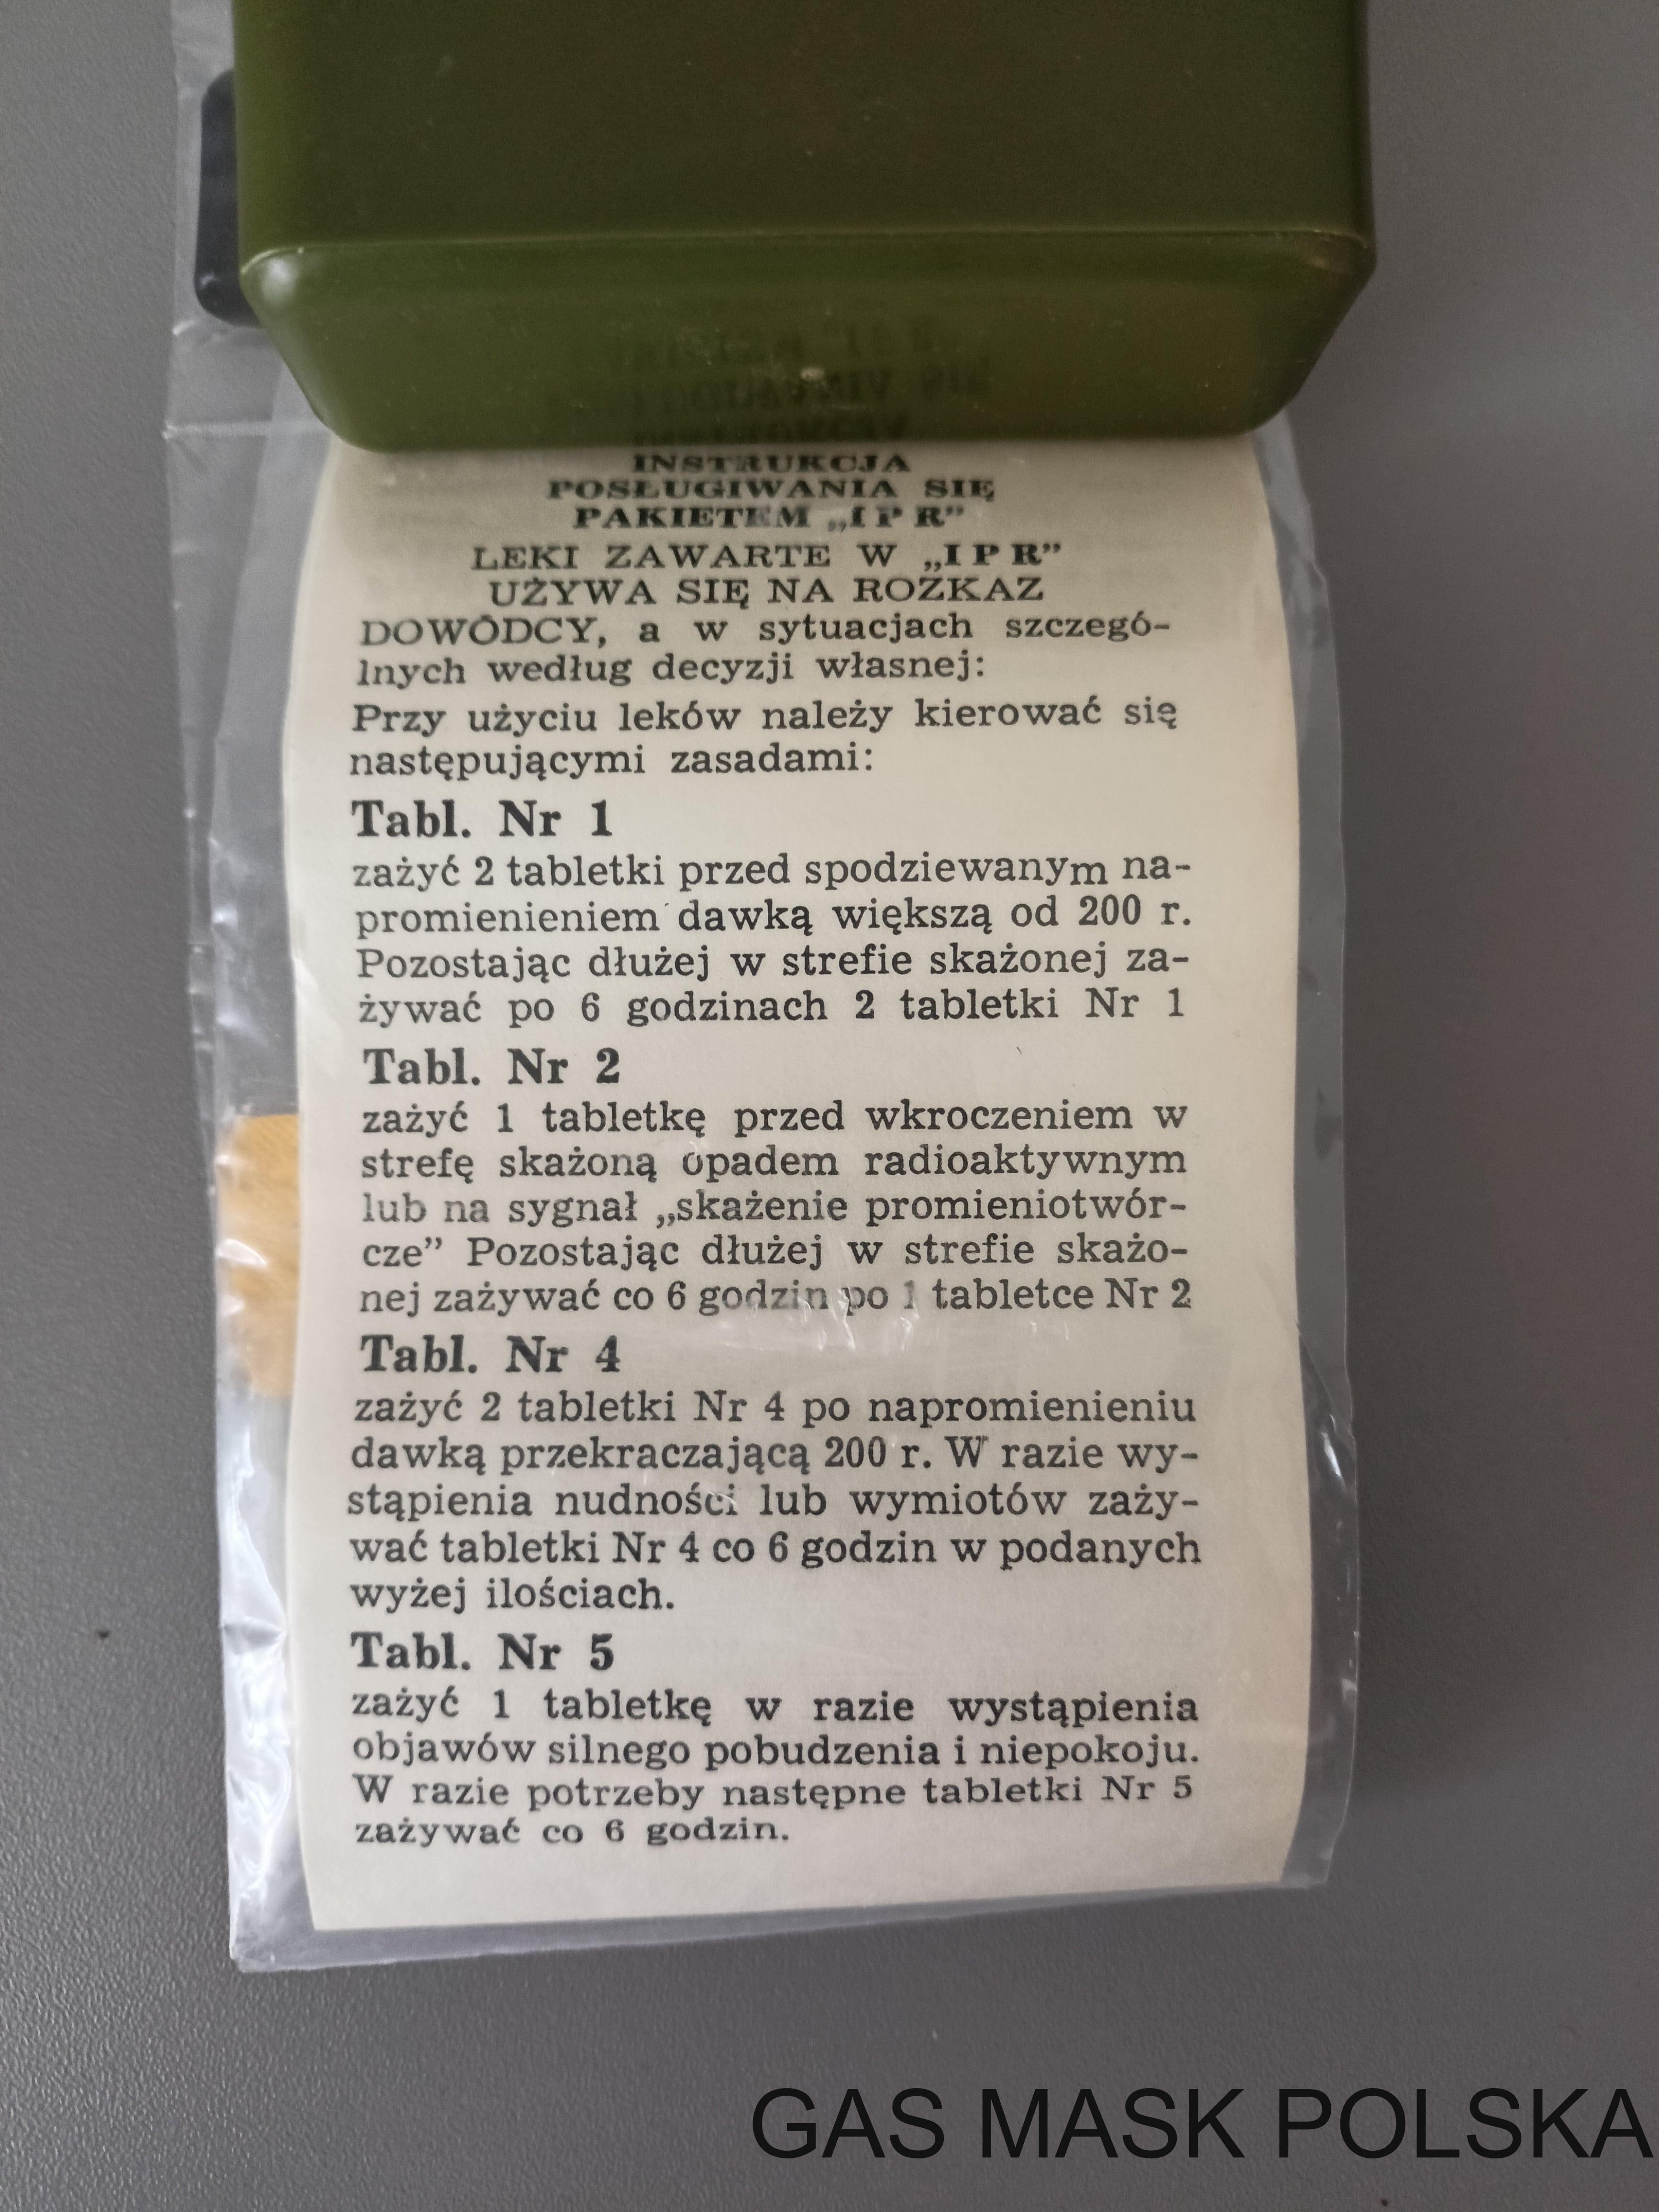 INSTRUKCJA
POSŁUGIWANIA SIĘ
PAKIETEM „I P R”
LEKI ZAWARTE W „I P R”
UŻYWA SIĘ NA ROZKAZ
DOWÓDCY, a w sytuacjach szczegó-
lnych według decyzji własnej:
Przy użyciu leków należy kierować się
następującymi zasadami:
Tabl. Nr 1
zażyć 2 tabletki przed spodziewanym na-
promienieniem dawką większą od 200 r.
Pozostając dłużej w strefie skażonej za-
żywać po 6 godzinach 2 tabletki Nr 1
Tabl. Nr 2
zażyć 1 tabletkę przed wkroczeniem w
strefę skażoną opadem radioaktywnym
lub na sygnał „skażenie promieniotwór-
cze” Pozostając dłużej w strefie skażo-
nej zażywać co 6 godzin po 1 tabletce Nr 2
Tabl. Nr 4
zażyć 2 tabletki Nr 4 po napromienieniu
dawką przekraczającą 200 r. W razie wy-
stąpienia nudności lub wymiotów zaży-
wać tabletki Nr 4 co 6 godzin w podanych
wyżej ilościach.
Tabl. Nr 5
zażyć 1 tabletkę w razie wystąpienia
objawów silnego pobudzenia i niepokoju.
W razie potrzeby następne tabletki Nr 5
zażywać co 6 godzin.
GAS MASK POLSKA